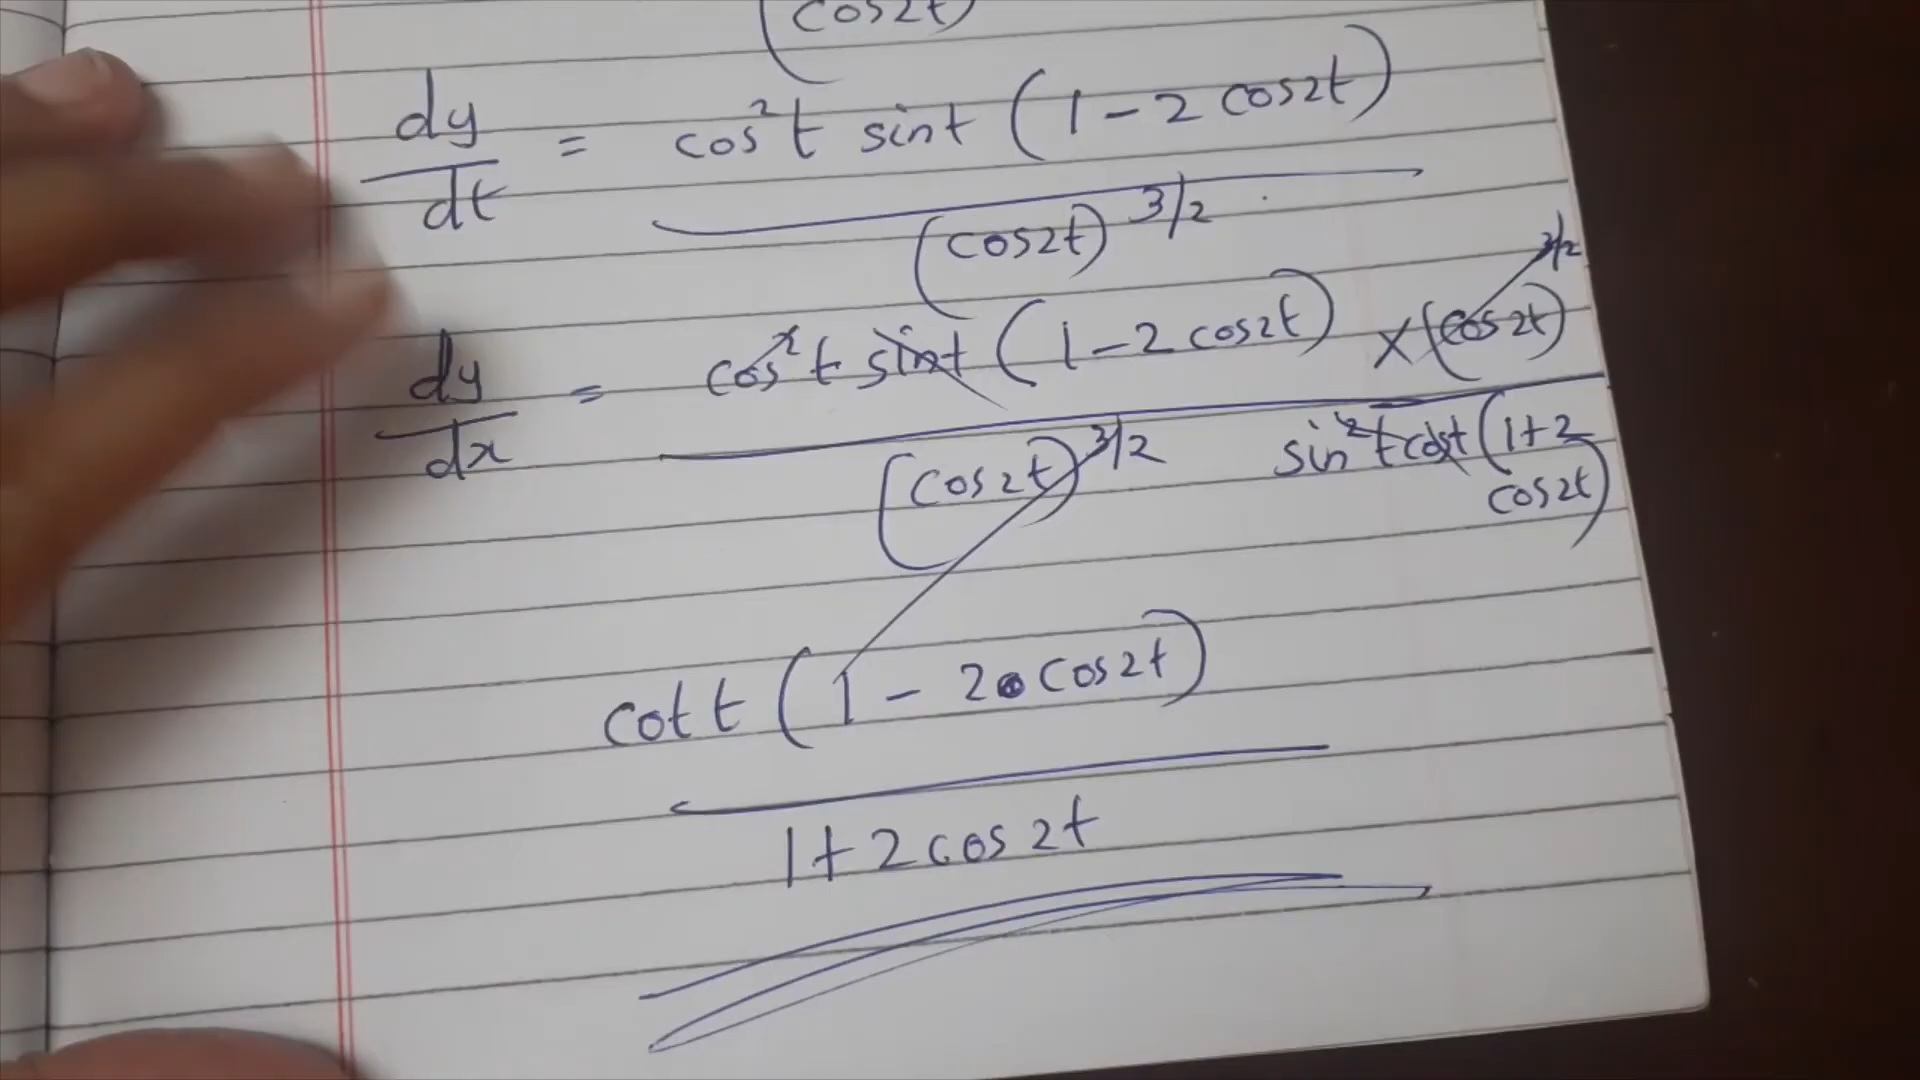 (cos2t)
dy/dt = cos²t sint (1 - 2 cos2t) / (cos2t)^3/2
dy/dx = cos²t sint (1 - 2 cos2t) × (cos2t)^3/2 / (cos2t)^3/2 sin²t cost (1+2 cos2t)
cot t (1 - 2 cos2t)
1+2 cos 2t